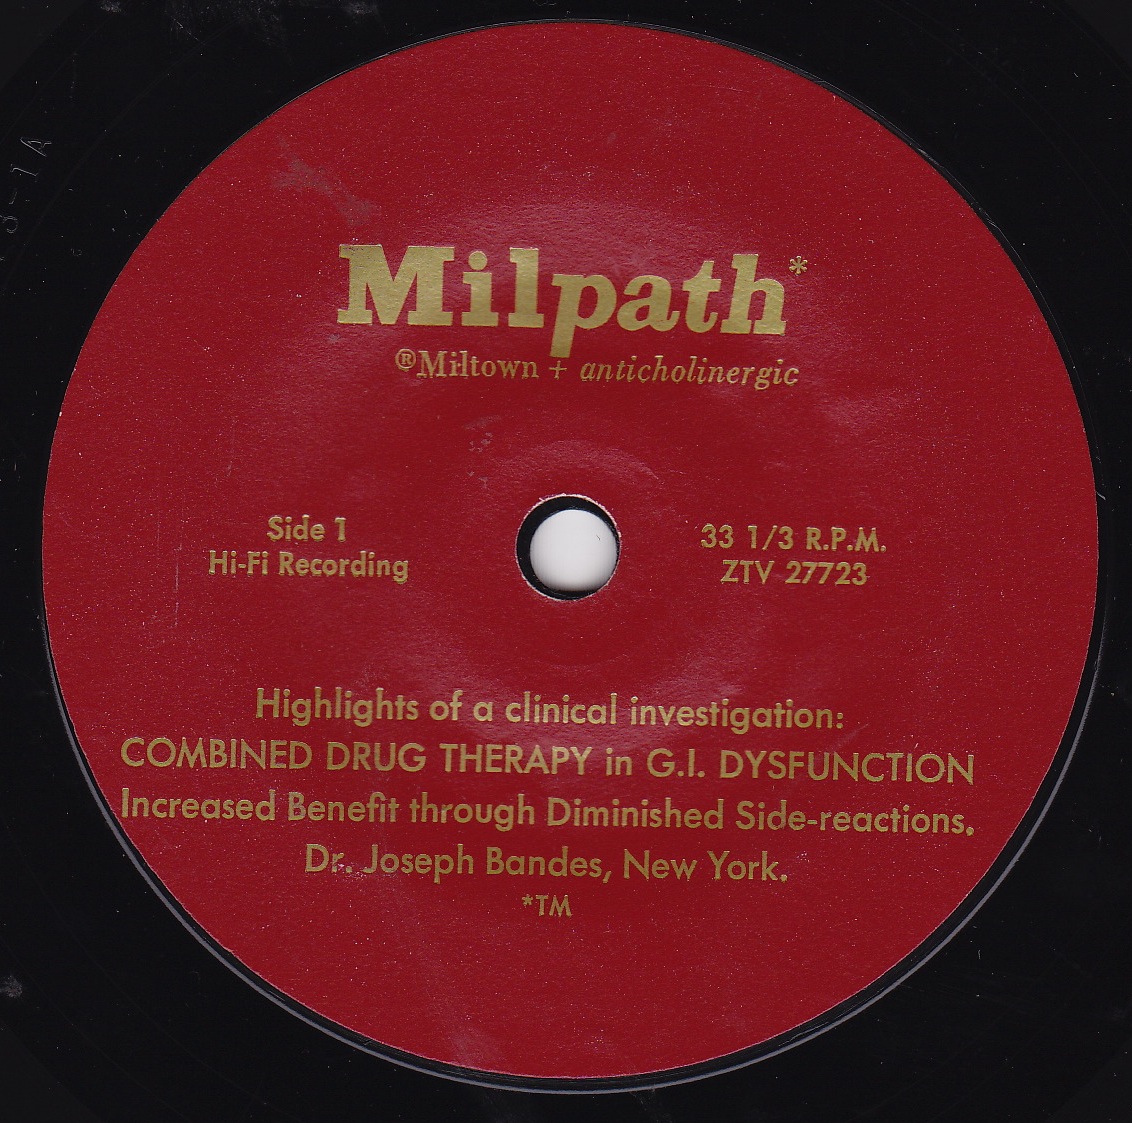 Milpath*
®Miltown + anticholinergic
Side 1
Hi-Fi Recording
33 1/3 R.P.M.
ZTV 27723
Highlights of a clinical investigation:
COMBINED DRUG THERAPY in G.I. DYSFUNCTION
Increased Benefit through Diminished Side-reactions.
Dr. Joseph Bandes, New York.
*TM